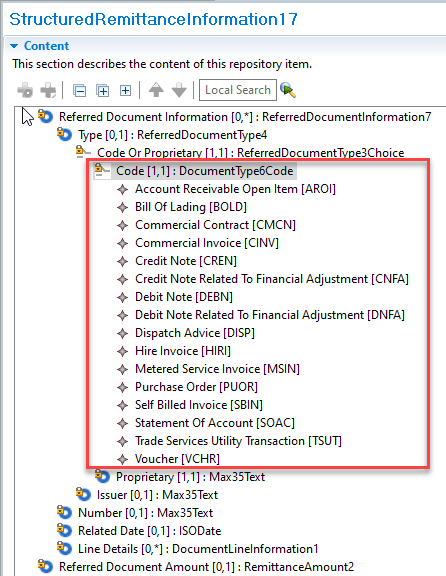 StructuredRemittanceInformation17
Content
This section describes the content of this repository item.
Local Search
Referred Document Information [0,*] : ReferredDocumentInformation7
Type [0,1] : ReferredDocumentType4
Code Or Proprietary [1,1] : ReferredDocumentType3Choice
Code [1,1] : DocumentType6Code
Account Receivable Open Item [AROI]
Bill Of Lading [BOLD]
Commercial Contract [CMCN]
Commercial Invoice [CINV]
Credit Note [CREN]
Credit Note Related To Financial Adjustment [CNFA]
Debit Note [DEBN]
Debit Note Related To Financial Adjustment [DNFA]
Dispatch Advice [DISP]
Hire Invoice [HIRI]
Metered Service Invoice [MSIN]
Purchase Order [PUOR]
Self Billed Invoice [SBIN]
Statement Of Account [SOAC]
Trade Services Utility Transaction [TSUT]
Voucher [VCHR]
Proprietary [1,1] : Max35Text
Issuer [0,1] : Max35Text
Number [0,1] : Max35Text
Related Date [0,1] : ISODate
Line Details [0,*] : DocumentLineInformation1
Referred Document Amount [0,1] : RemittanceAmount2